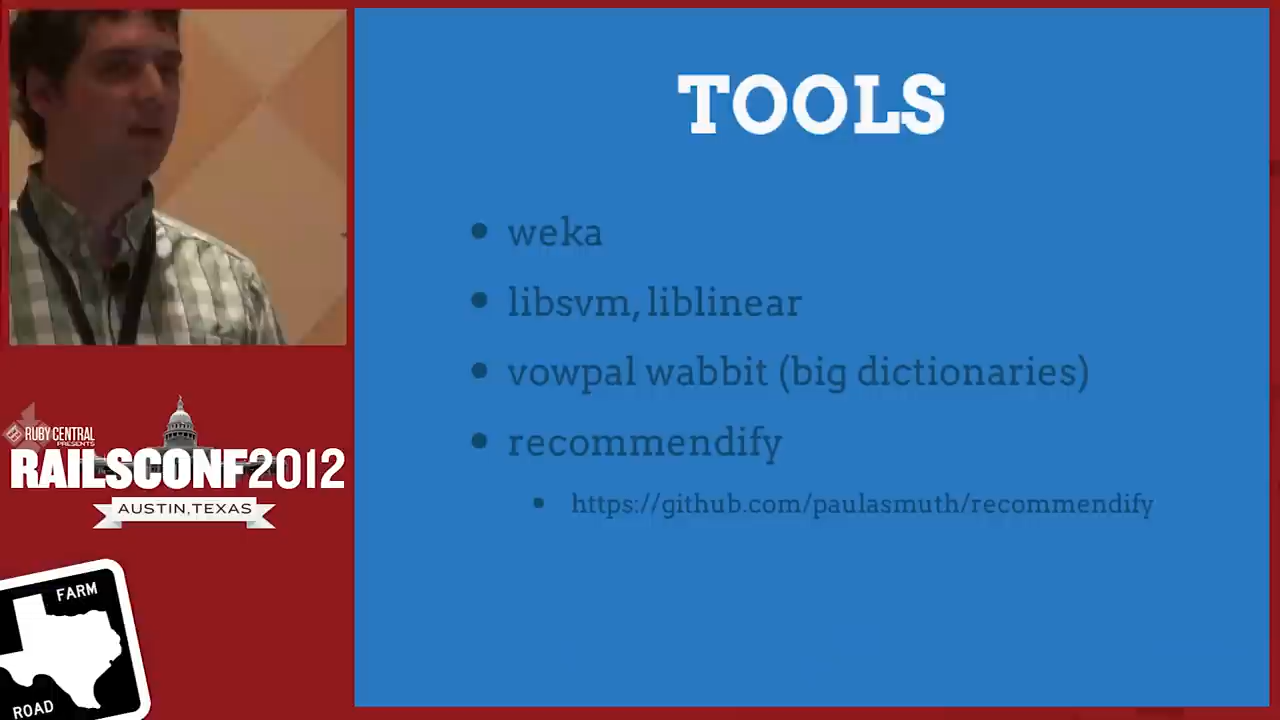 TOOLS
• weka
• libsvm, liblinear
• vowpal wabbit (big dictionaries)
• recommendify
• https://github.com/paulasmuth/recommendify
RUBY CENTRAL
PRESENTS
RAILSCONF2012
AUSTIN, TEXAS
FARM
ROAD